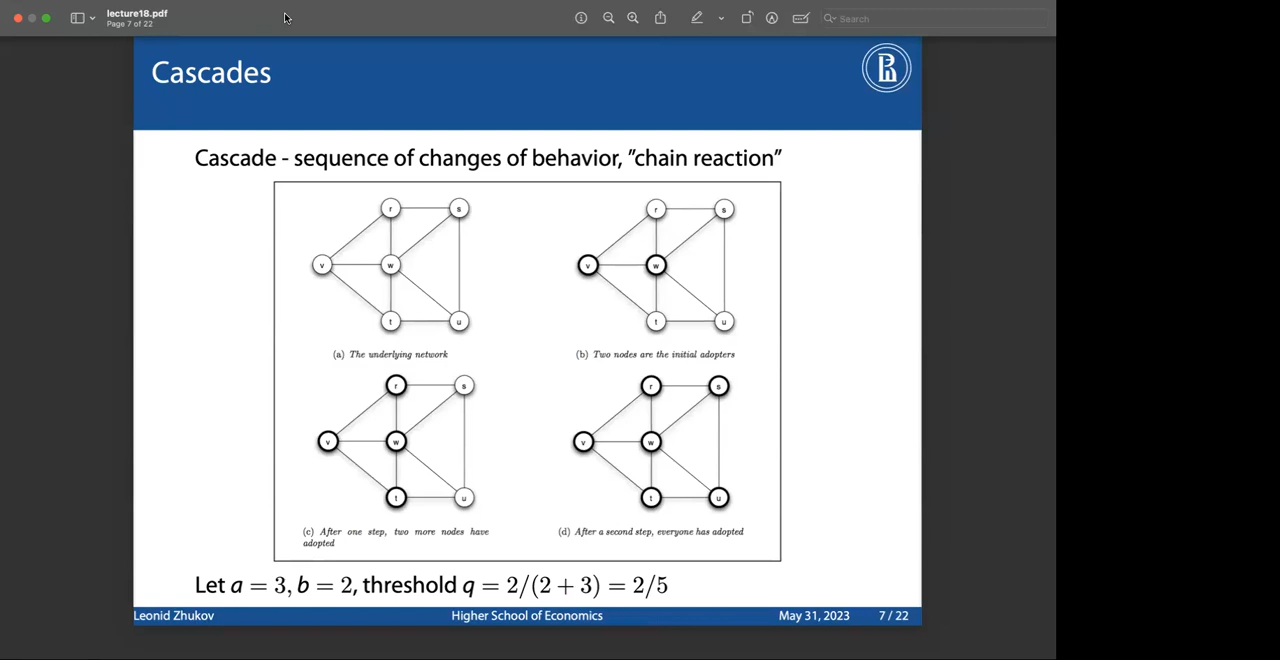 lecture18.pdf
Page 7 of 22
Search
Cascades
Cascade - sequence of changes of behavior, "chain reaction"
r s
v w
t u
(a) The underlying network
r s
v w
t u
(b) Two nodes are the initial adopters
r s
v w
t u
(c) After one step, two more nodes have
adopted
r s
v w
t u
(d) After a second step, everyone has adopted
Let a = 3, b = 2, threshold q = 2/(2 + 3) = 2/5
Leonid Zhukov Higher School of Economics May 31, 2023 7 / 22